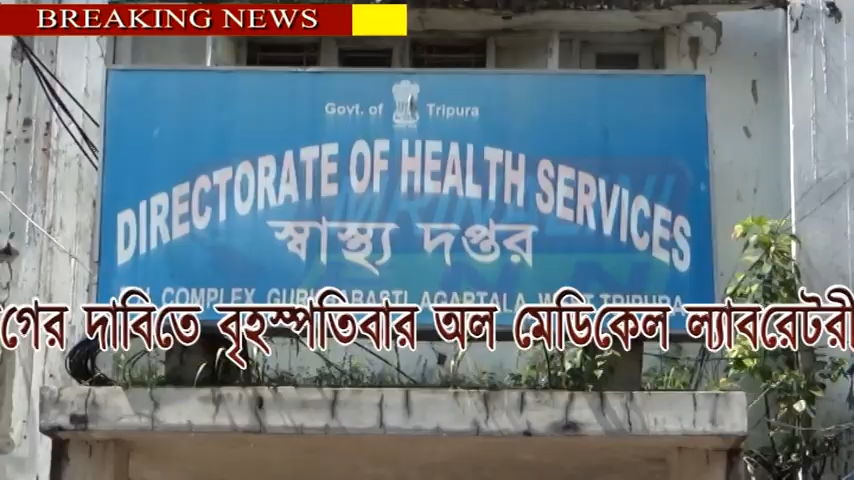 BREAKING NEWS
Govt. of Tripura
DIRECTORATE OF HEALTH SERVICES
স্বাস্থ্য দপ্তর
COMPLEX, AGARTALA, WEST TRIPURA
দাবিতে বৃহস্পতিবার অল মেডিকেল ল্যাবরেটরী